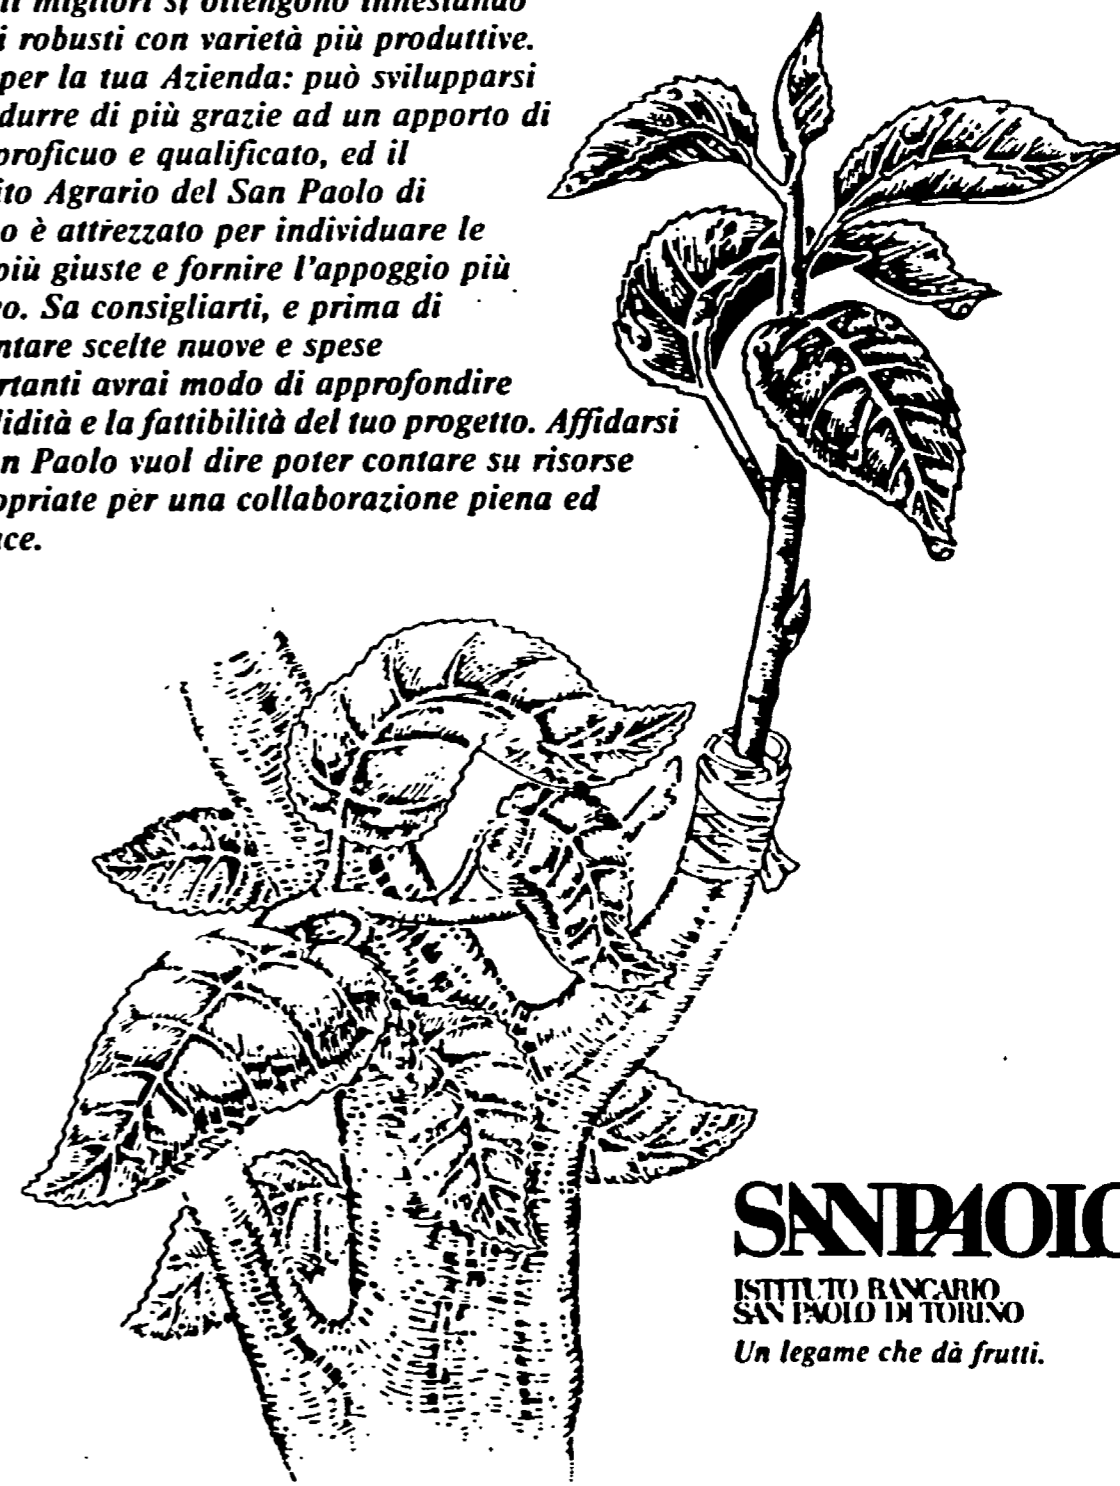 migliori si ottengono innestando
i robusti con varietà più produttive.
per la tua Azienda: può svilupparsi
durre di più grazie ad un apporto di
proficuo e qualificato, ed il
ito Agrario del San Paolo di
o è attrezzato per individuare le
più giuste e fornire l'appoggio più
vo. Sa consigliarti, e prima di
ntare scelte nuove e spese
rtanti avrai modo di approfondire
lidità e la fattibilità del tuo progetto. Affidarsi
n Paolo vuol dire poter contare su risorse
opriate per una collaborazione piena ed
ace.
SANPAOLO
ISTITUTO BANCARIO
SAN PAOLO DI TORINO
Un legame che dà frutti.